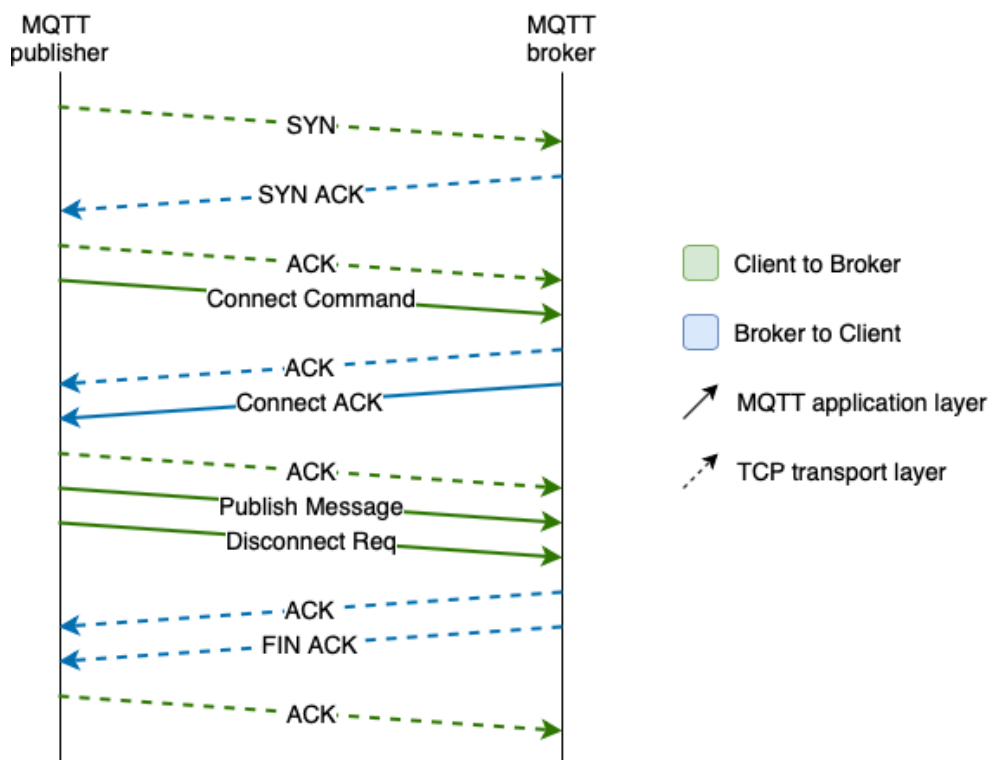 MQTT
publisher
MQTT
broker
SYN
SYN ACK
ACK
Connect Command
ACK
Connect ACK
ACK
Publish Message
Disconnect Req
ACK
FIN ACK
ACK
Client to Broker
Broker to Client
MQTT application layer
TCP transport layer